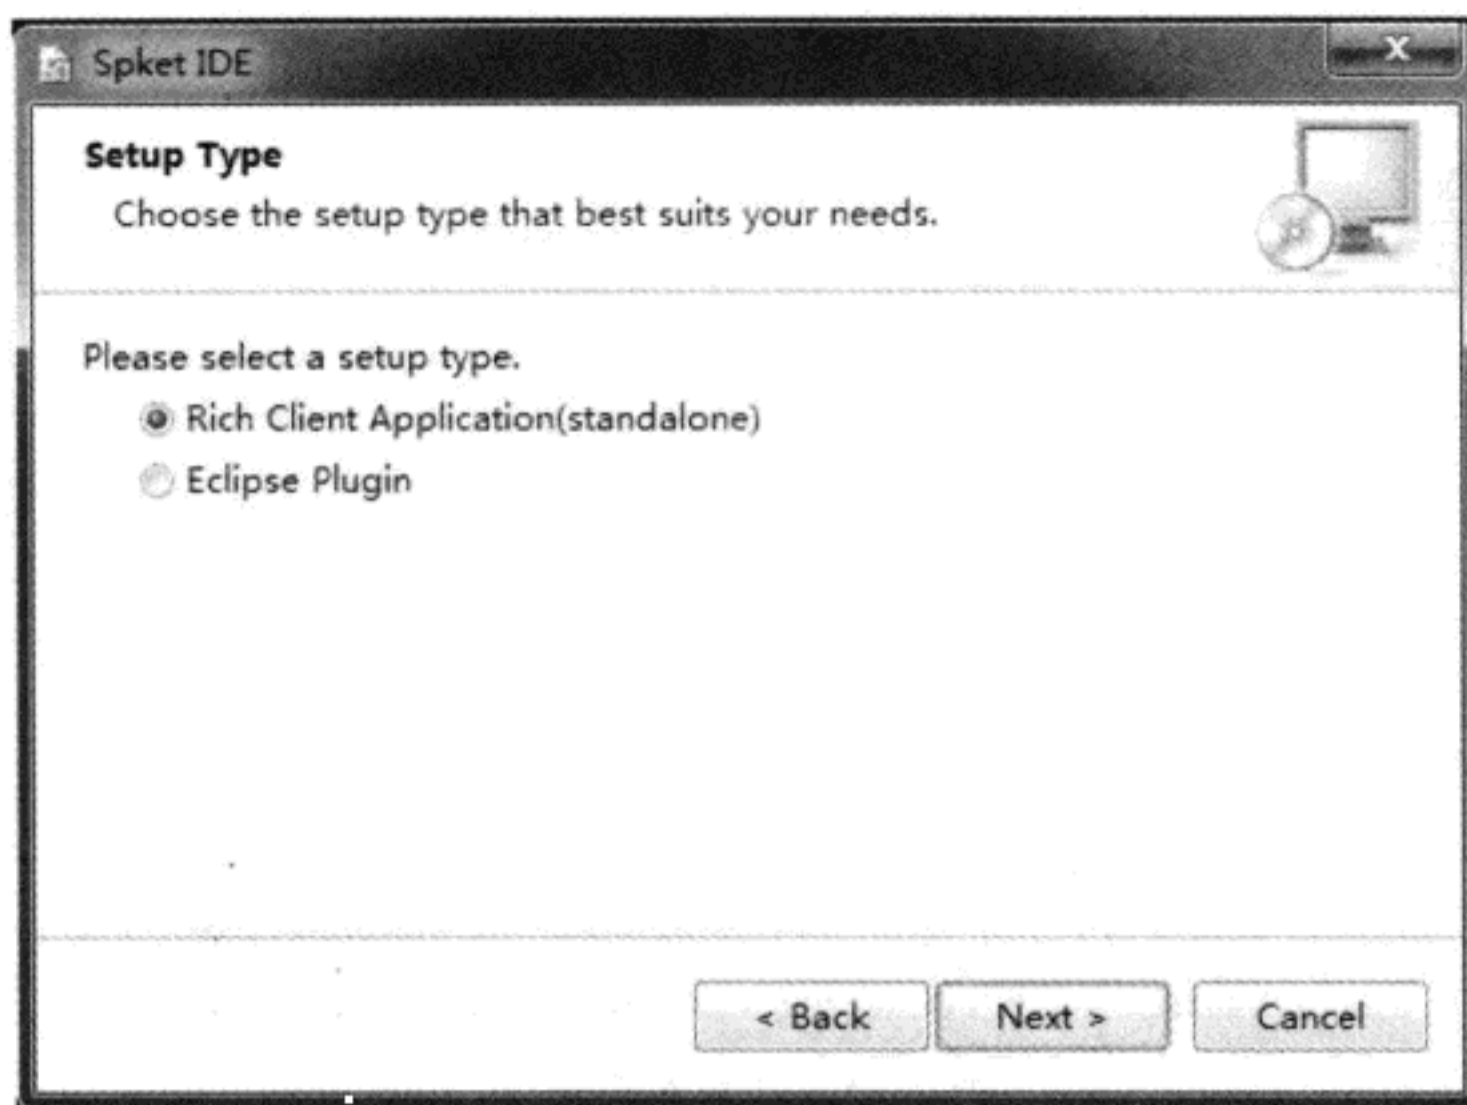 Spket IDE
X
Setup Type
Choose the setup type that best suits your needs.
Please select a setup type.
Rich Client Application(standalone)
Eclipse Plugin
< Back
Next >
Cancel